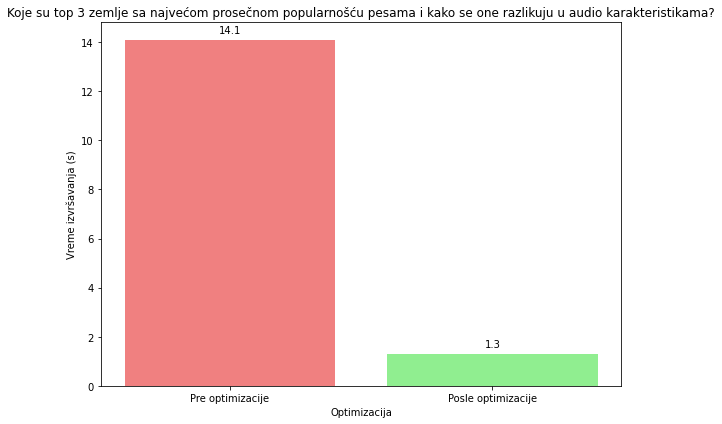 Koje su top 3 zemlje sa najvećom prosečnom popularnošću pesama i kako se one razlikuju u audio karakteristikama?
14.1
14
12
10
8
6
4
2
0
Vreme izvršavanja (s)
1.3
Pre optimizacije
Posle optimizacije
Optimizacija